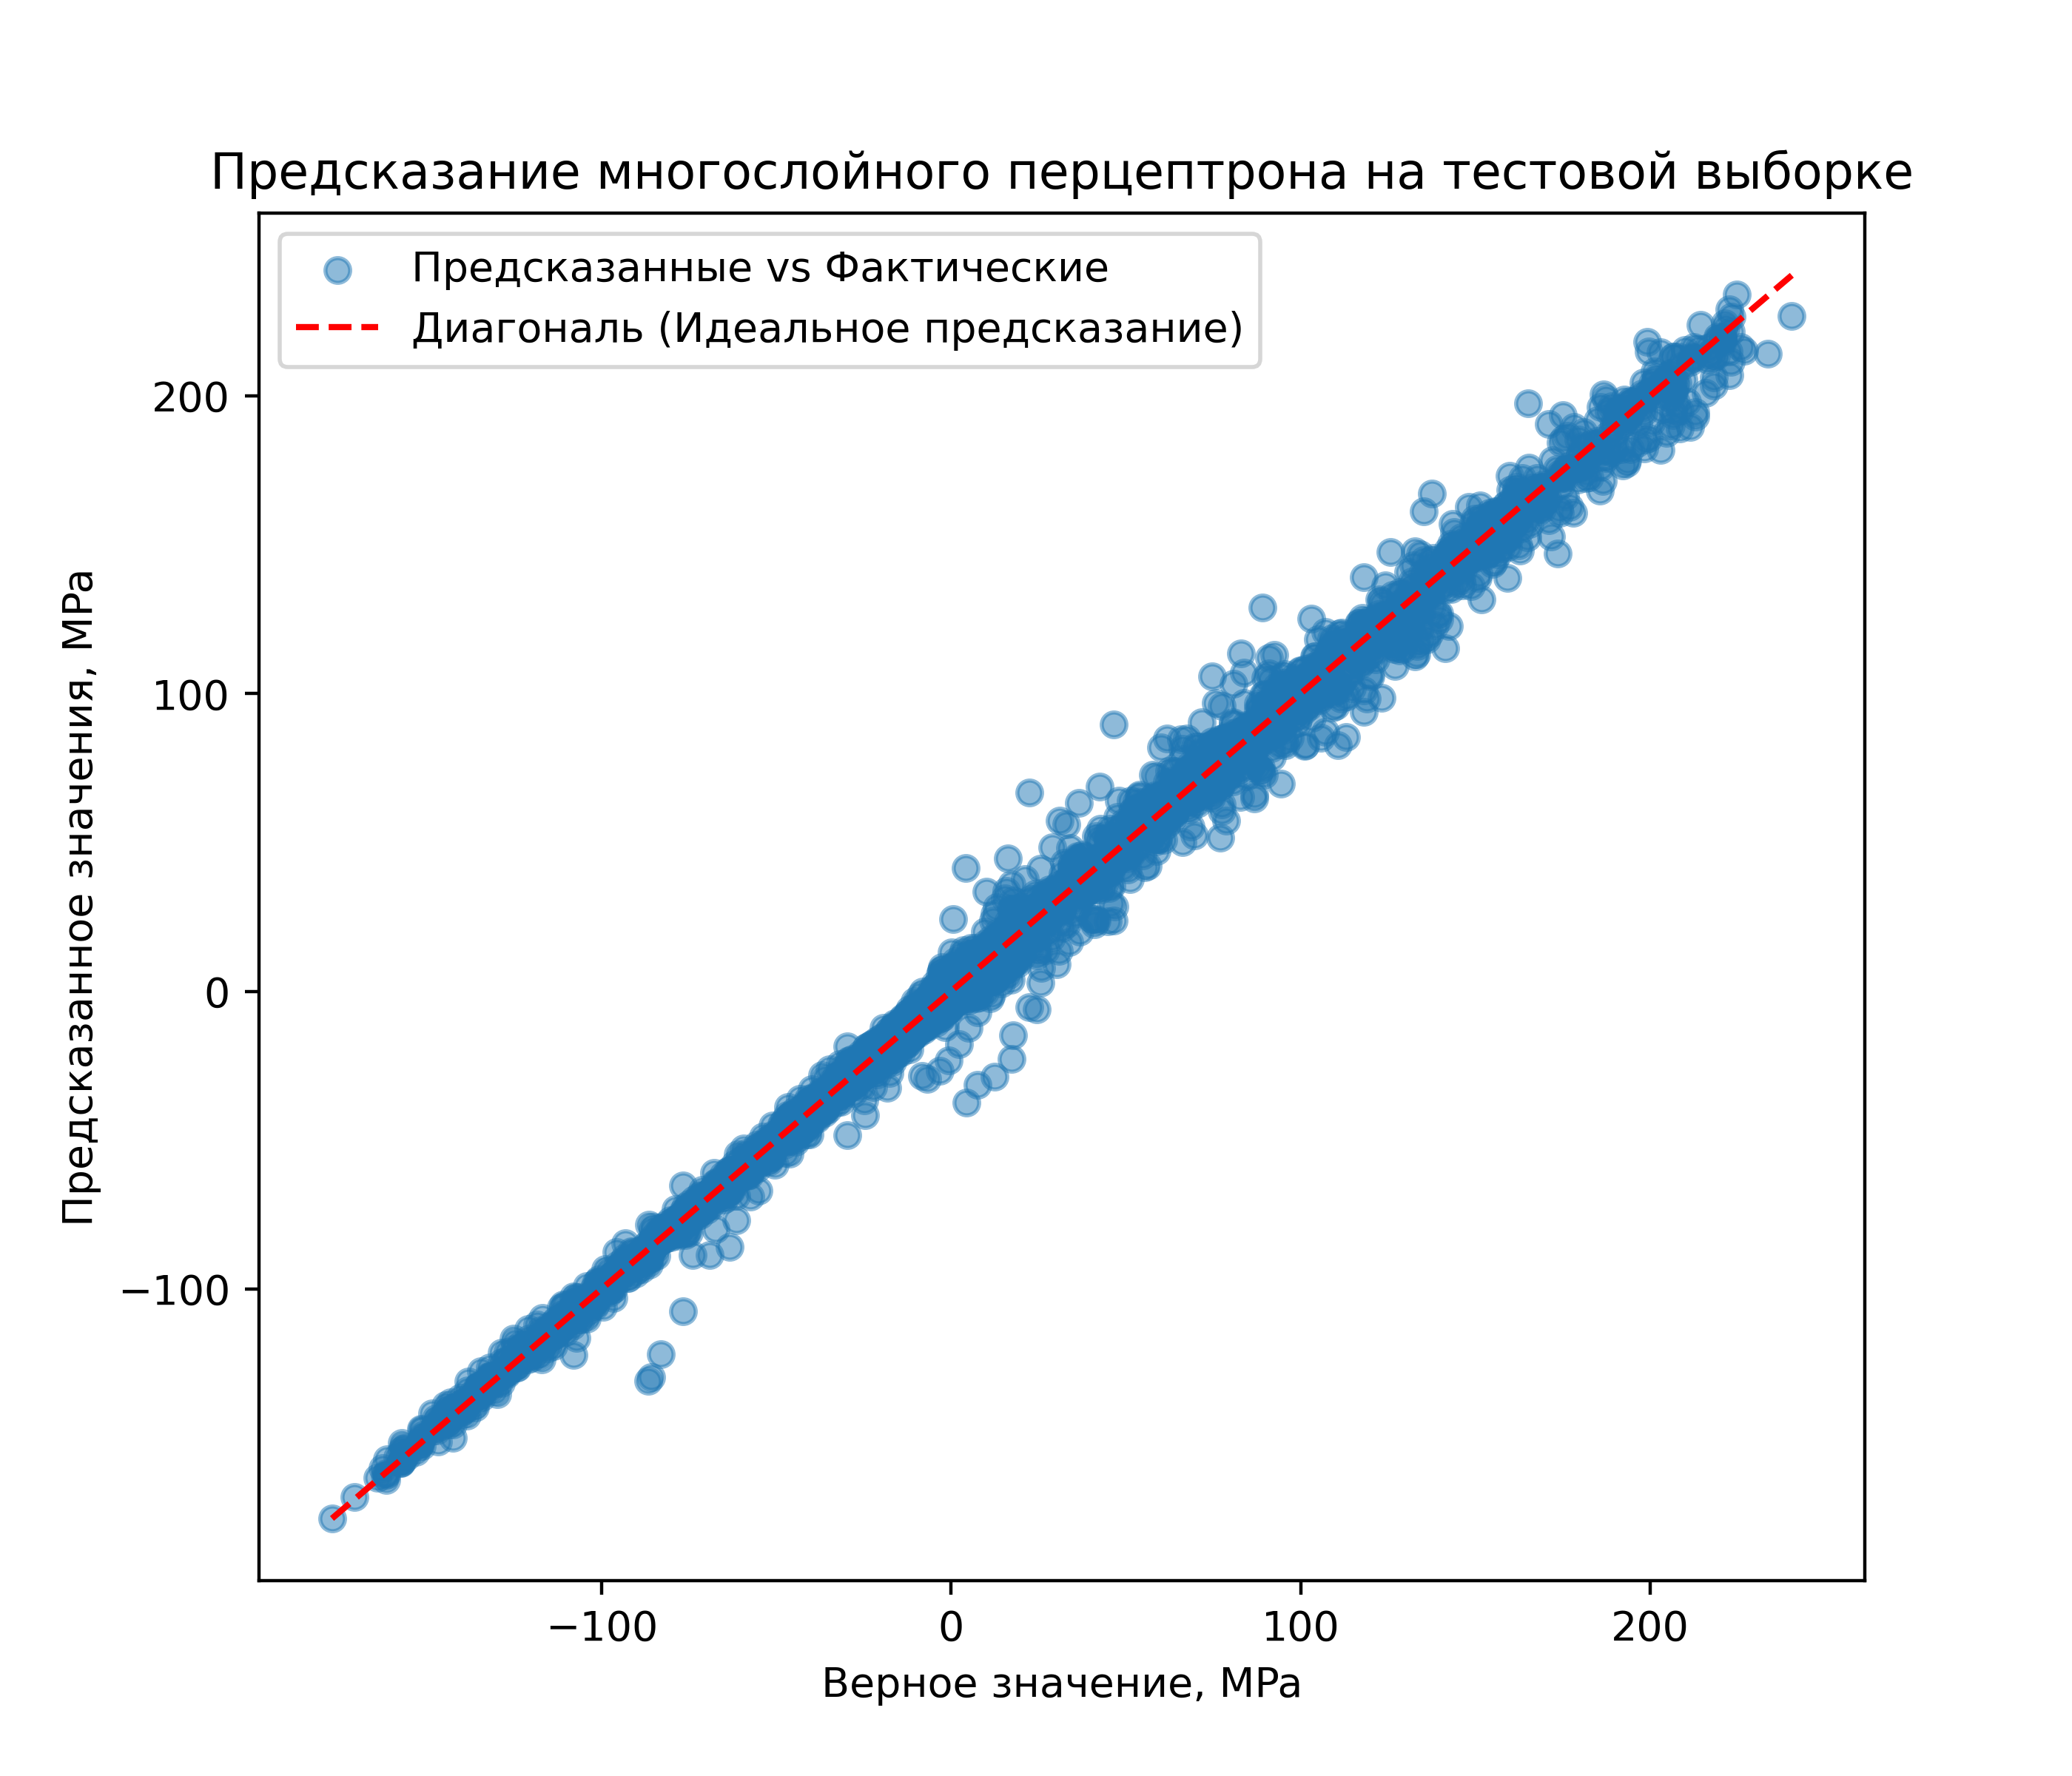 Предсказание многослойного перцептрона на тестовой выборке
Предсказанные vs Фактические
Диагональ (Идеальное предсказание)
200
100
0
−100
Предсказанное значения, MPa
−100
0
100
200
Верное значение, MPa